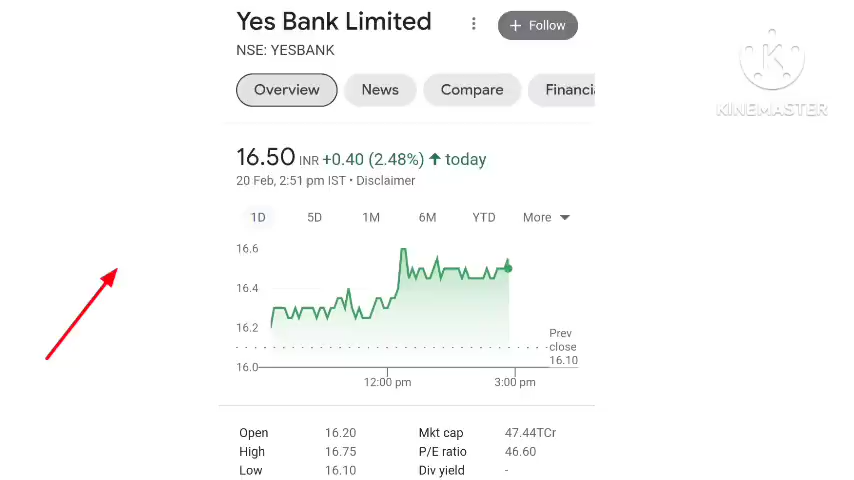 Yes Bank Limited
+ Follow
NSE: YESBANK
Overview
News
Compare
Financi
KINEMASTER
16.50 INR +0.40 (2.48%) today
20 Feb, 2:51 pm IST • Disclaimer
1D 5D 1M 6M YTD More
16.6
16.4
16.2
16.0
Prev
close
16.10
12:00 pm 3:00 pm
Open 16.20 Mkt cap 47.44TCr
High 16.75 P/E ratio 46.60
Low 16.10 Div yield -